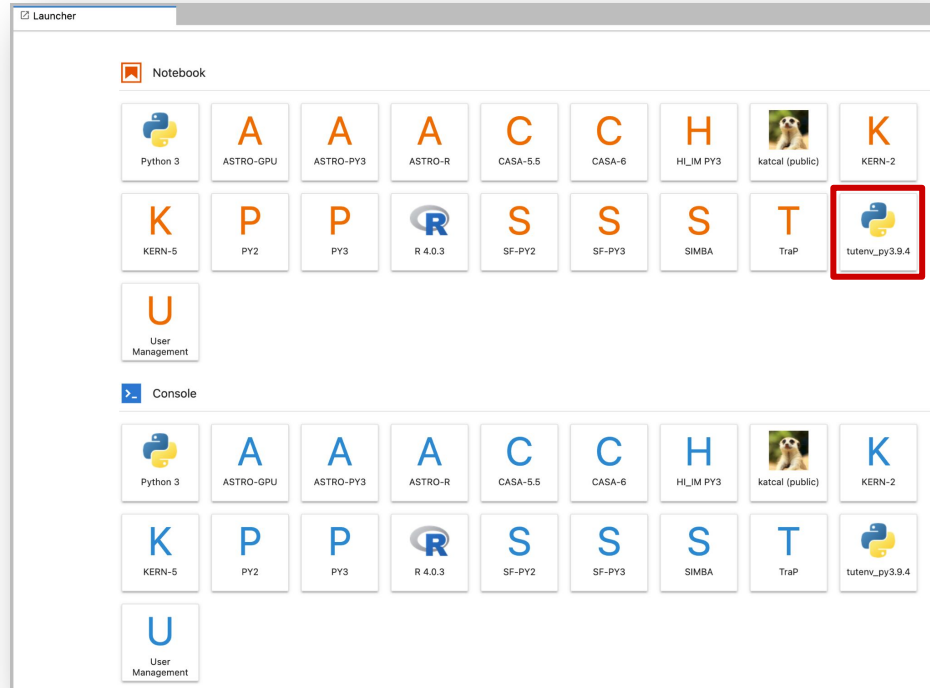 Launcher
Notebook
Python 3
A
ASTRO-GPU
A
ASTRO-PY3
A
ASTRO-R
C
CASA-5.5
C
CASA-6
H
HI_IM PY3
katcal (public)
K
KERN-2
K
KERN-5
P
PY2
P
PY3
R
R 4.0.3
S
SF-PY2
S
SF-PY3
S
SIMBA
T
TraP
tutenv_py3.9.4
U
User
Management
Console
Python 3
A
ASTRO-GPU
A
ASTRO-PY3
A
ASTRO-R
C
CASA-5.5
C
CASA-6
H
HI_IM PY3
katcal (public)
K
KERN-2
K
KERN-5
P
PY2
P
PY3
R
R 4.0.3
S
SF-PY2
S
SF-PY3
S
SIMBA
T
TraP
tutenv_py3.9.4
U
User
Management